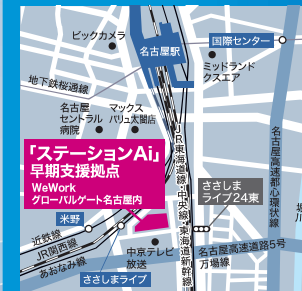 ビックカメラ
名古屋駅
国際センター
ミッドランド
クスエア
地下鉄桜通線
名古屋
セントラル
病院
マックス
バリュ太閤店
「ステーションAi」
早期支援拠点
WeWork
グローバルゲート名古屋内
JR東海道線・中央線・東海道新幹線
名古屋高速都心環状線
ささしま
ライブ24東
米野
近鉄線
JR関西線
あおなみ線
ささしまライブ
中京テレビ
放送
名古屋高速道路5号
万場線
堀
川